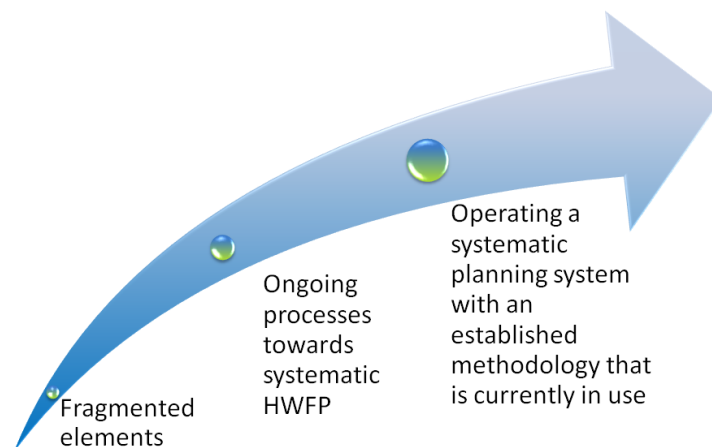 Fragmented
elements
Ongoing
processes
towards
systematic
HWFP
Operating a
systematic
planning system
with an
established
methodology that
is currently in use